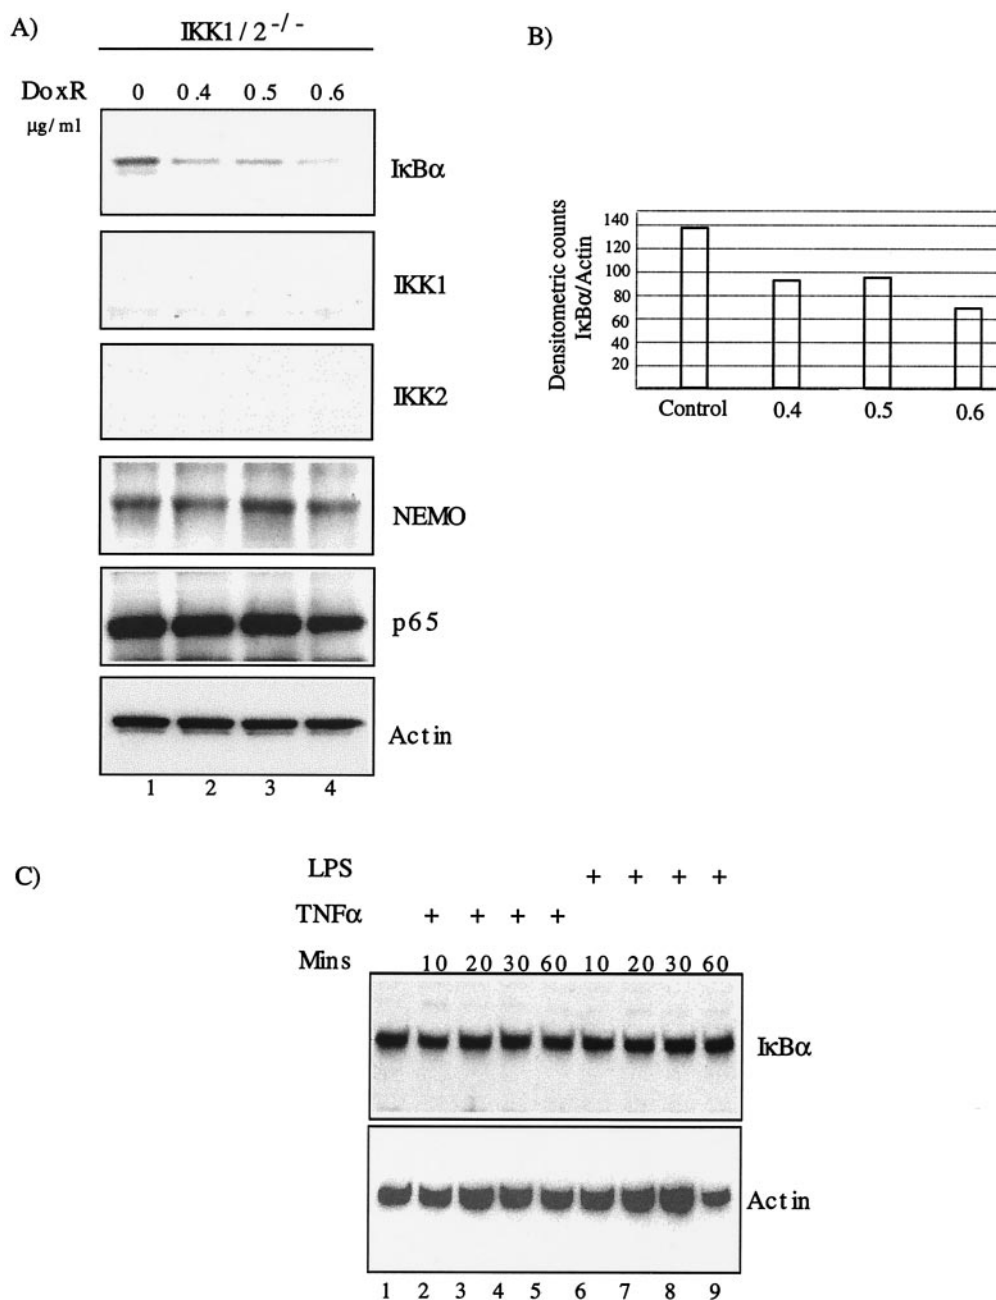 A)
IKK1/2-/-
DoxR 0 0.4 0.5 0.6
µg/ml
IκBα
IKK1
IKK2
NEMO
p65
Actin
1 2 3 4
B)
Densitometric counts
IκBα/Actin
140
120
100
80
60
40
20
Control 0.4 0.5 0.6
C)
LPS + + + +
TNFα + + + +
Mins 10 20 30 60 10 20 30 60
IκBα
Actin
1 2 3 4 5 6 7 8 9